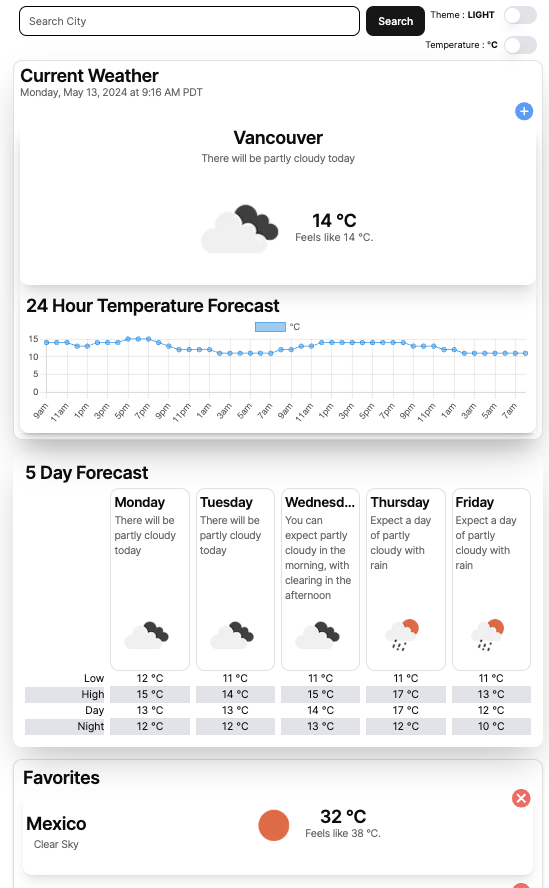 Search City
Search
Theme : LIGHT
Temperature : °C
Current Weather
Monday, May 13, 2024 at 9:16 AM PDT
Vancouver
There will be partly cloudy today
14 °C
Feels like 14 °C.
24 Hour Temperature Forecast
°C
15
10
5
0
9am 11am 1pm 3pm 5pm 7pm 9pm 11pm 1am 3am 5am 7am 9am 11am 1pm 3pm 5pm 7pm 9pm 11pm 1am 3am 5am 7am
5 Day Forecast
Monday Tuesday Wednesd... Thursday Friday
There will be
partly cloudy
today
There will be
partly cloudy
today
You can
expect partly
cloudy in the
morning, with
clearing in the
afternoon
Expect a day
of partly
cloudy with
rain
Expect a day
of partly
cloudy with
rain
Low 12 °C 11 °C 11 °C 11 °C 11 °C
High 15 °C 14 °C 15 °C 17 °C 13 °C
Day 13 °C 13 °C 14 °C 17 °C 12 °C
Night 12 °C 12 °C 13 °C 12 °C 10 °C
Favorites
Mexico
Clear Sky
32 °C
Feels like 38 °C.